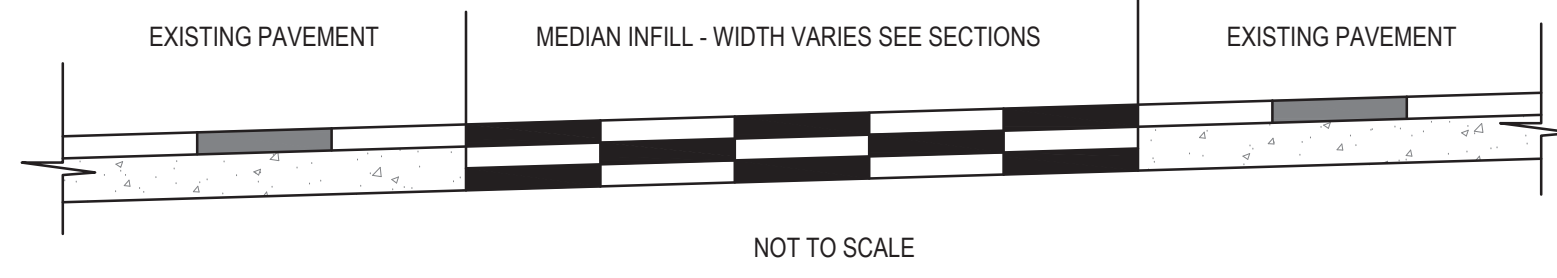 EXISTING PAVEMENT
MEDIAN INFILL - WIDTH VARIES SEE SECTIONS
EXISTING PAVEMENT
NOT TO SCALE